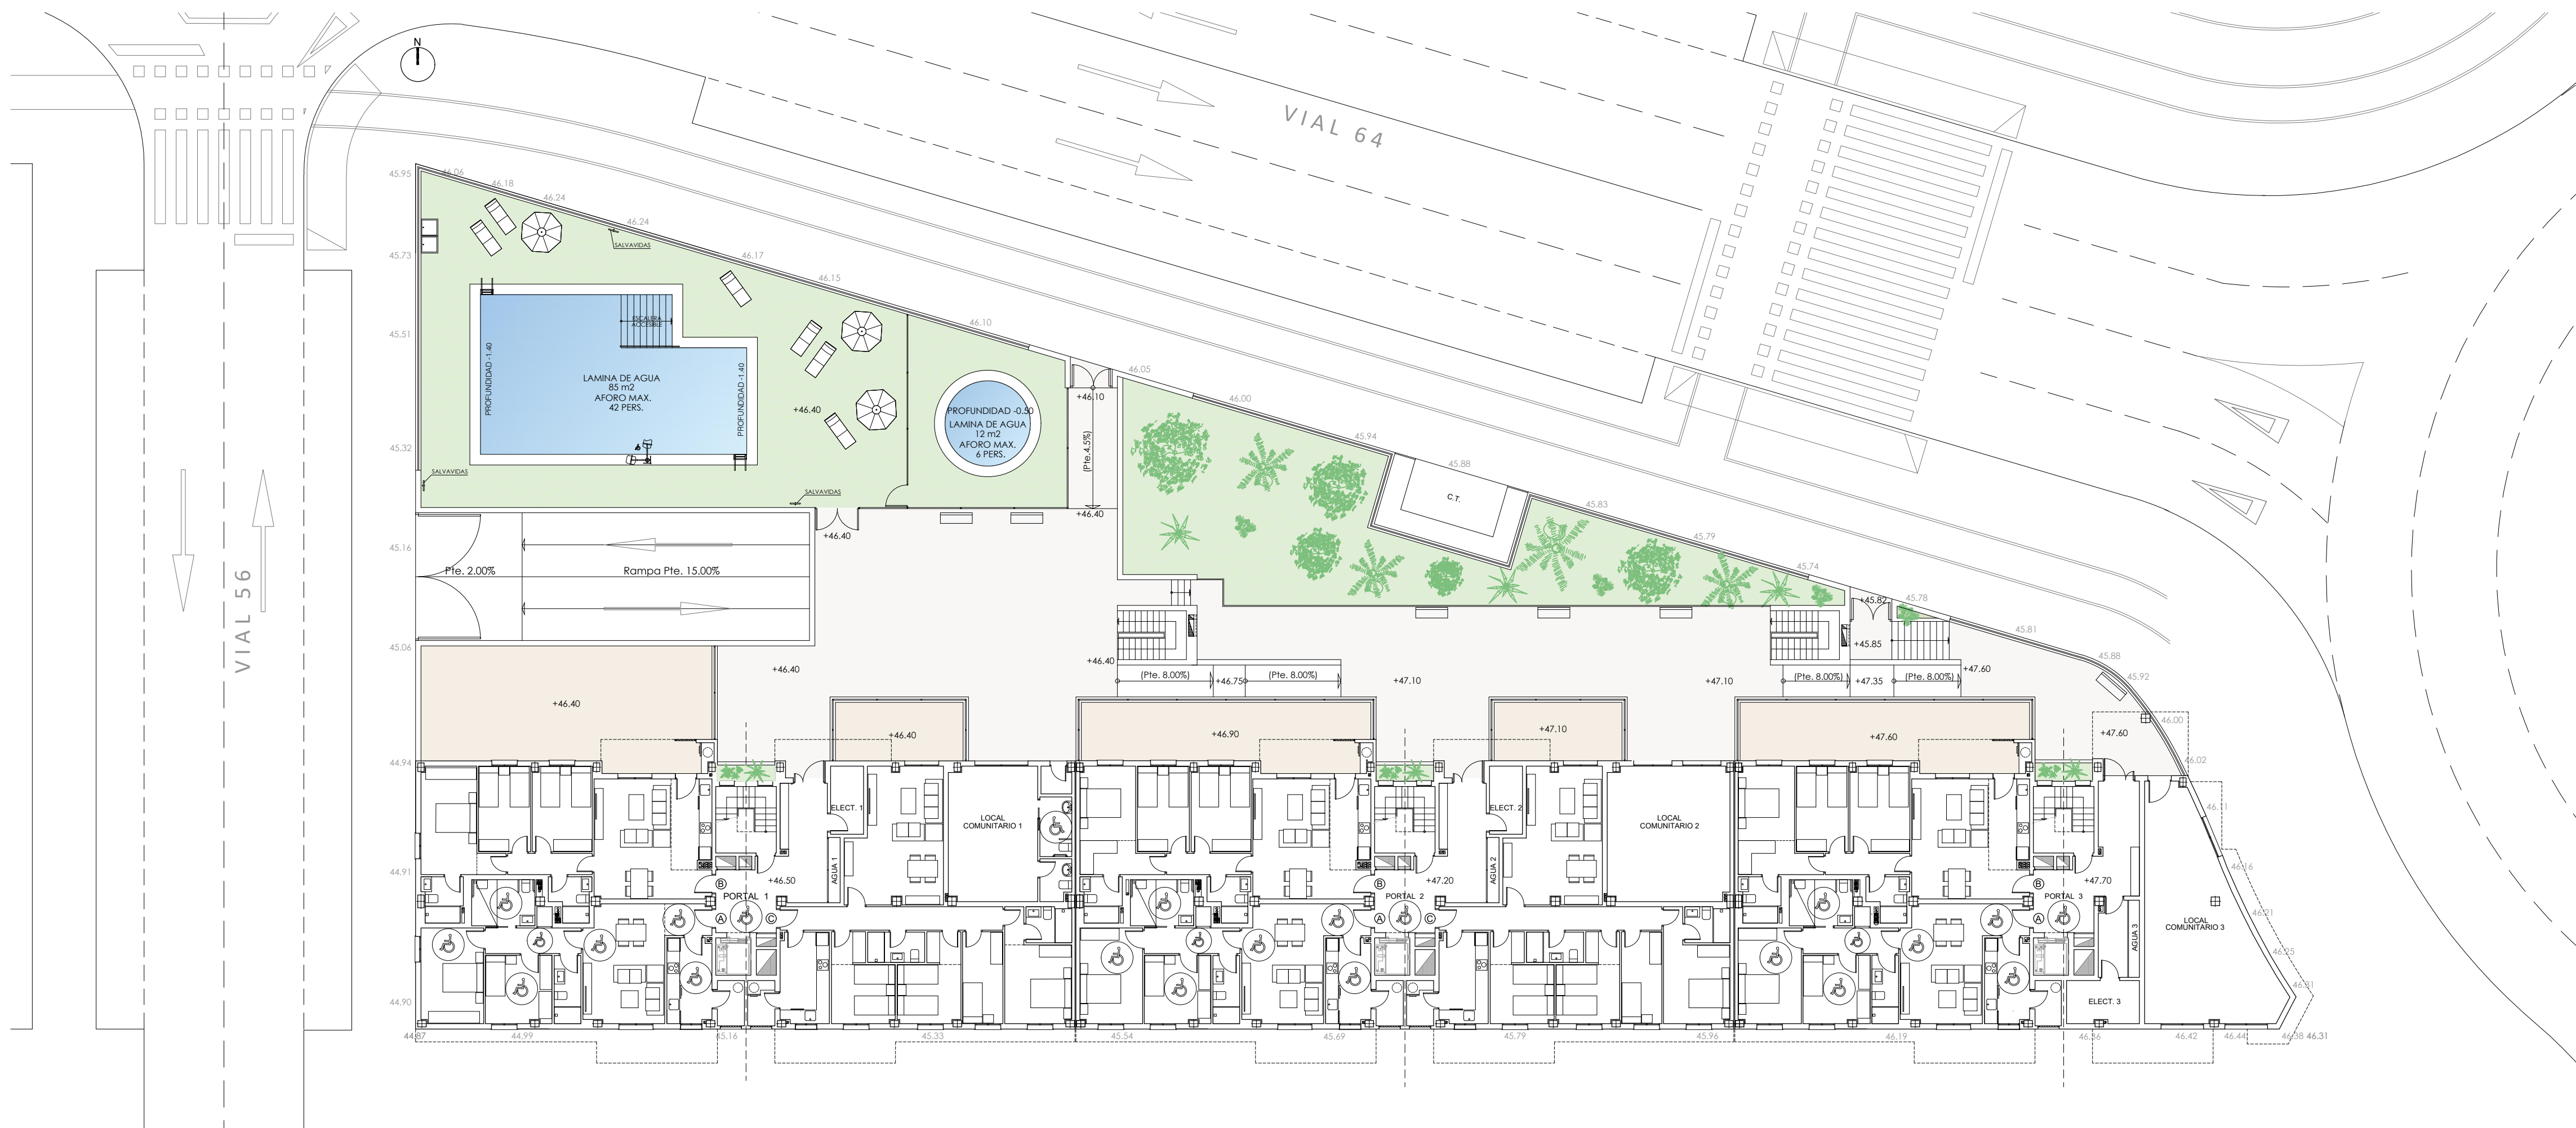 N
VIAL 64
VIAL 56
45.95
46.06
46.18
46.24
46.24
46.17
46.15
46.10
46.05
46.00
45.94
45.88
45.83
45.79
45.74
45.78
45.81
45.88
45.92
46.00
46.02
46.11
46.16
46.21
46.25
46.31
45.73
45.51
45.32
45.16
45.06
44.94
44.91
44.90
SALVAVIDAS
ESCALERA
ACCESIBLE
PROFUNDIDAD -1.40
LAMINA DE AGUA
85 m2
AFORO MAX.
42 PERS.
PROFUNDIDAD -1.40
+46.40
SALVAVIDAS
SALVAVIDAS
PROFUNDIDAD -0.50
LAMINA DE AGUA
12 m2
AFORO MAX.
6 PERS.
+46.10
(Pte.4.5%)
+46.40
+46.40
C.T.
Pte. 2.00%
Rampa Pte. 15.00%
+45.82
+45.85
+46.40
+46.40
(Pte. 8.00%)
+46.75
(Pte. 8.00%)
+47.10
+47.10
(Pte. 8.00%)
+47.35
(Pte. 8.00%)
+47.60
+46.40
+46.40
+46.90
+47.10
+47.60
+47.60
ELECT. 1
LOCAL
COMUNITARIO 1
AGUA 1
+46.50
B
PORTAL 1
A
C
ELECT. 2
LOCAL
COMUNITARIO 2
AGUA 2
+47.20
B
PORTAL 2
A
C
+47.70
B
PORTAL 3
A
AGUA 3
LOCAL
COMUNITARIO 3
ELECT. 3
44.87
44.99
45.16
45.33
45.54
45.69
45.79
45.96
46.19
46.36
46.42
46.44
46.38
46.31